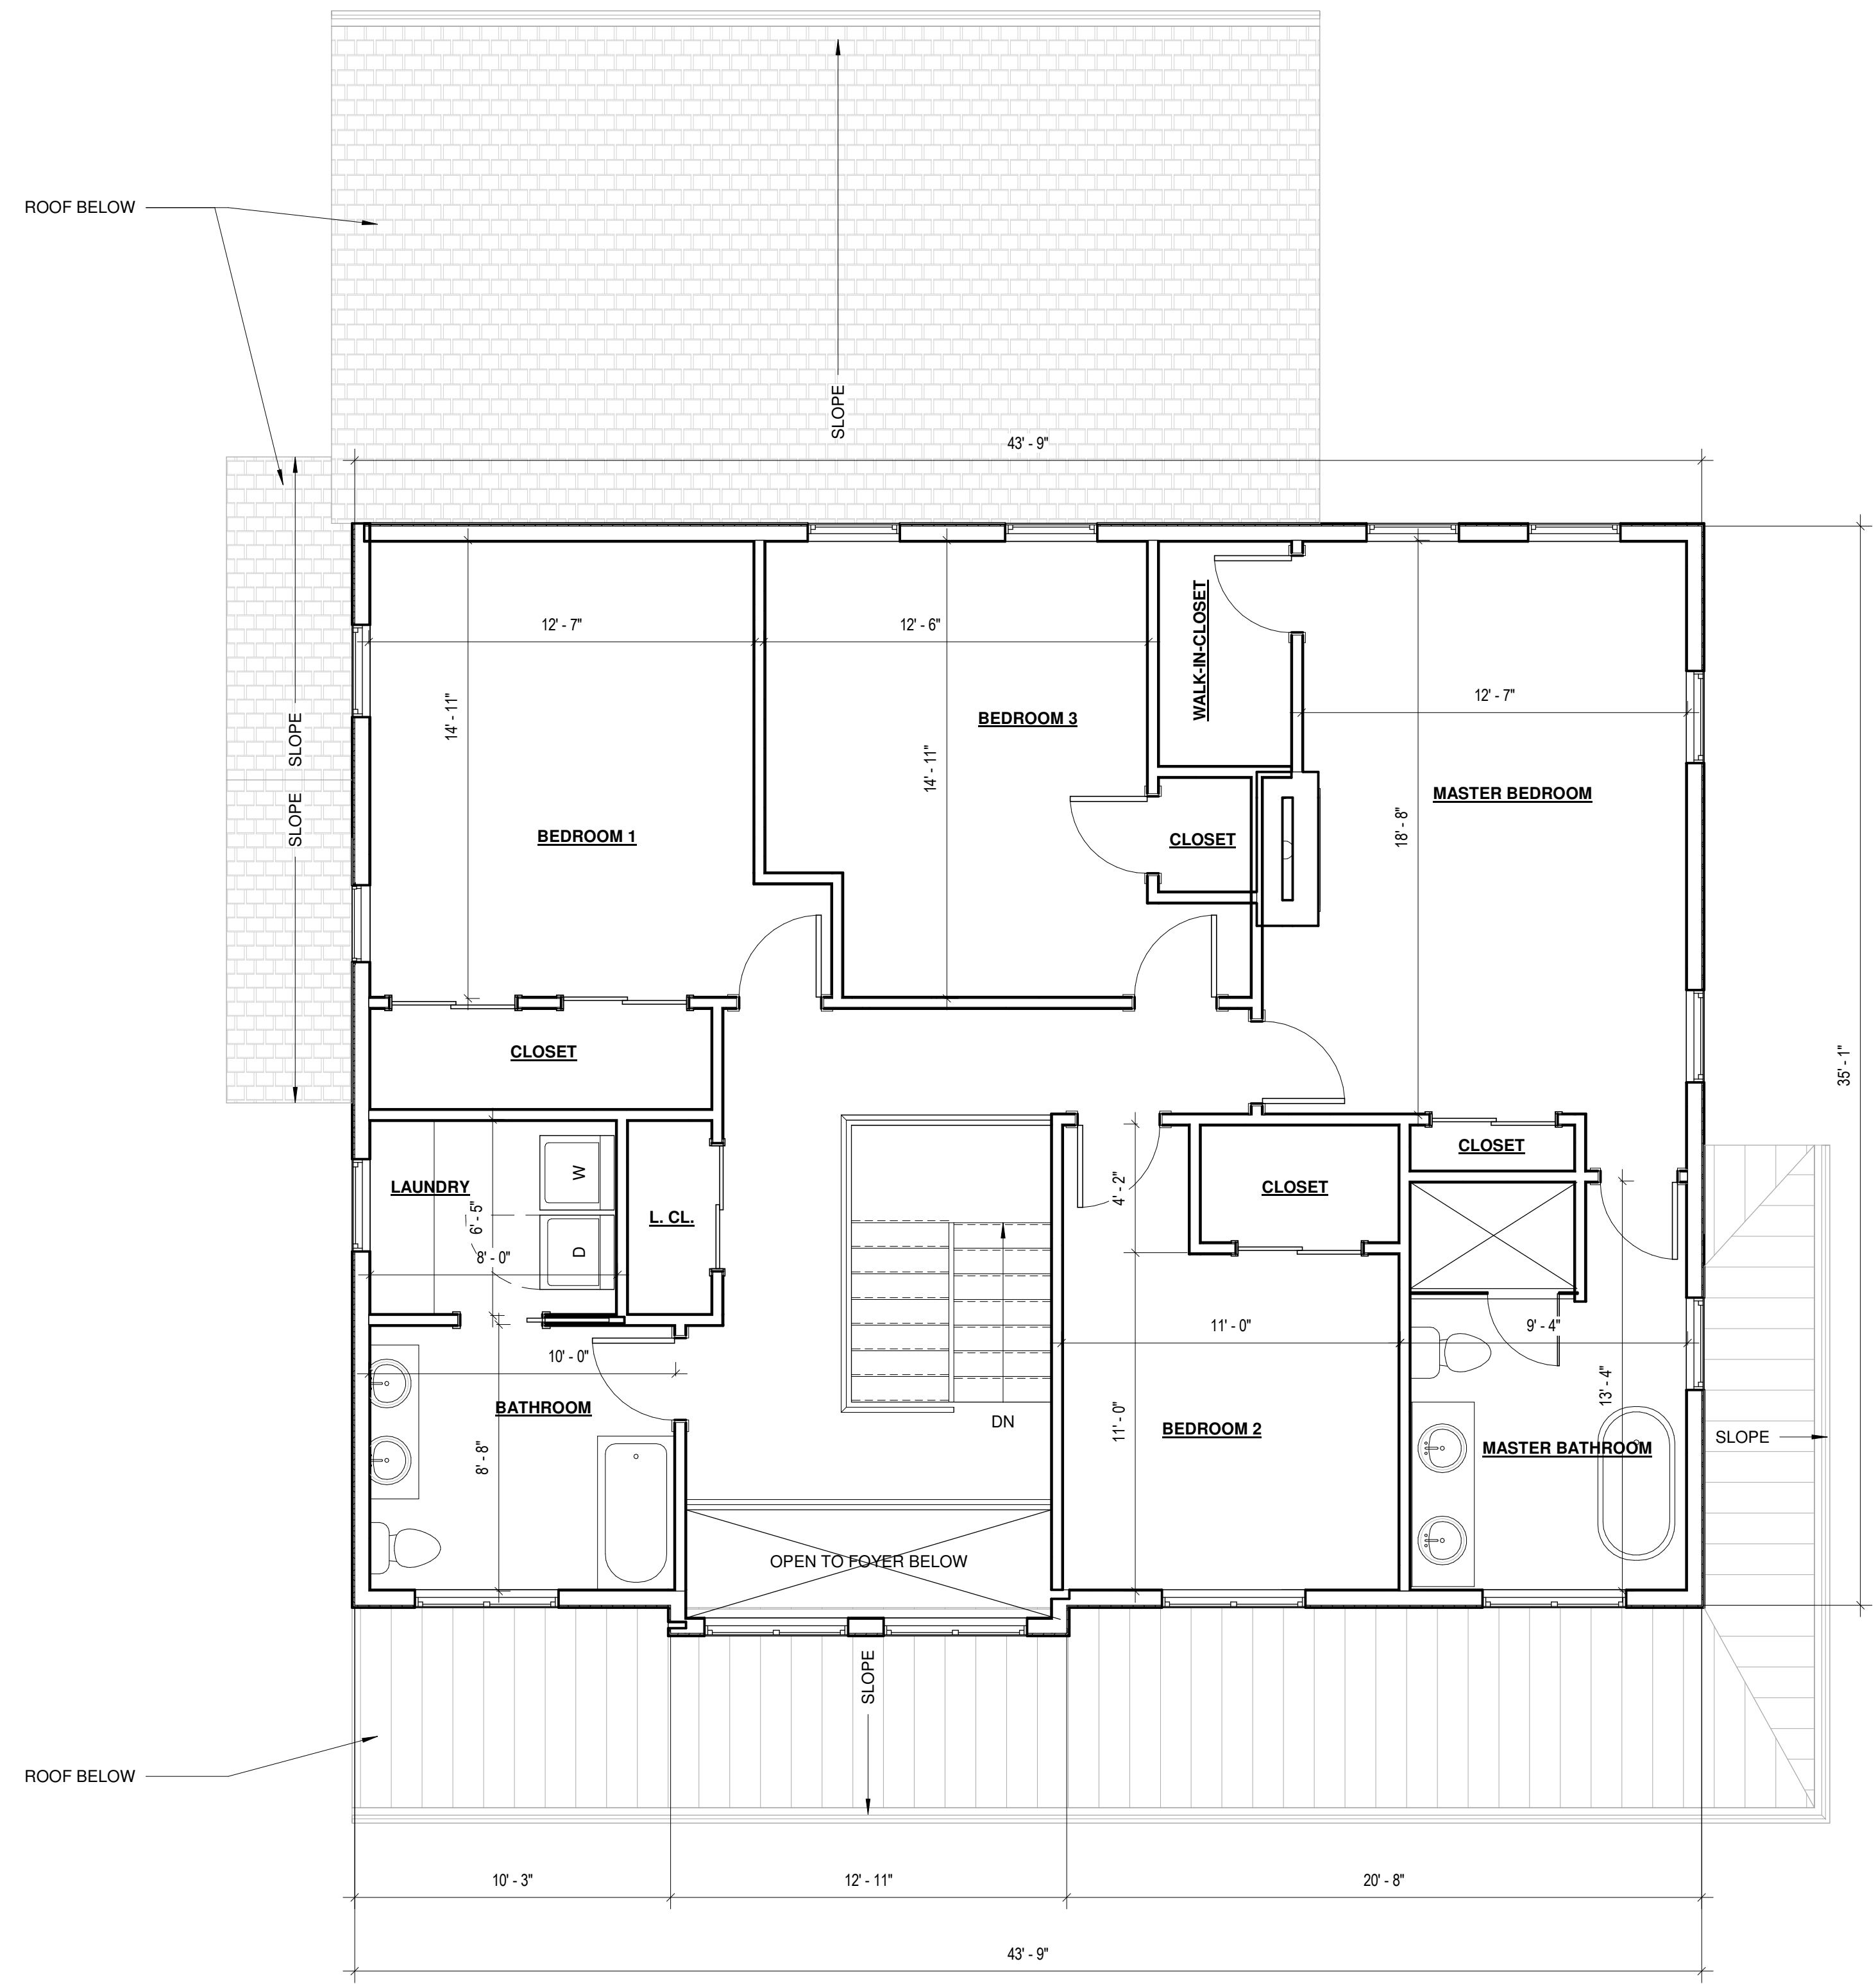 ROOF BELOW
SLOPE
43' - 9"
12' - 7"
12' - 6"
WALK-IN-CLOSET
14' - 11"
12' - 7"
BEDROOM 3
SLOPE
14' - 11"
MASTER BEDROOM
SLOPE
18' - 8"
BEDROOM 1
CLOSET
CLOSET
35' - 1"
CLOSET
W
LAUNDRY
4' - 2"
CLOSET
L. CL.
6' - 5"
D
8' - 0"
11' - 0"
9' - 4"
10' - 0"
13' - 4"
BATHROOM
DN
11' - 0"
BEDROOM 2
SLOPE
8' - 8"
MASTER BATHROOM
OPEN TO FOYER BELOW
SLOPE
ROOF BELOW
10' - 3"
12' - 11"
20' - 8"
43' - 9"